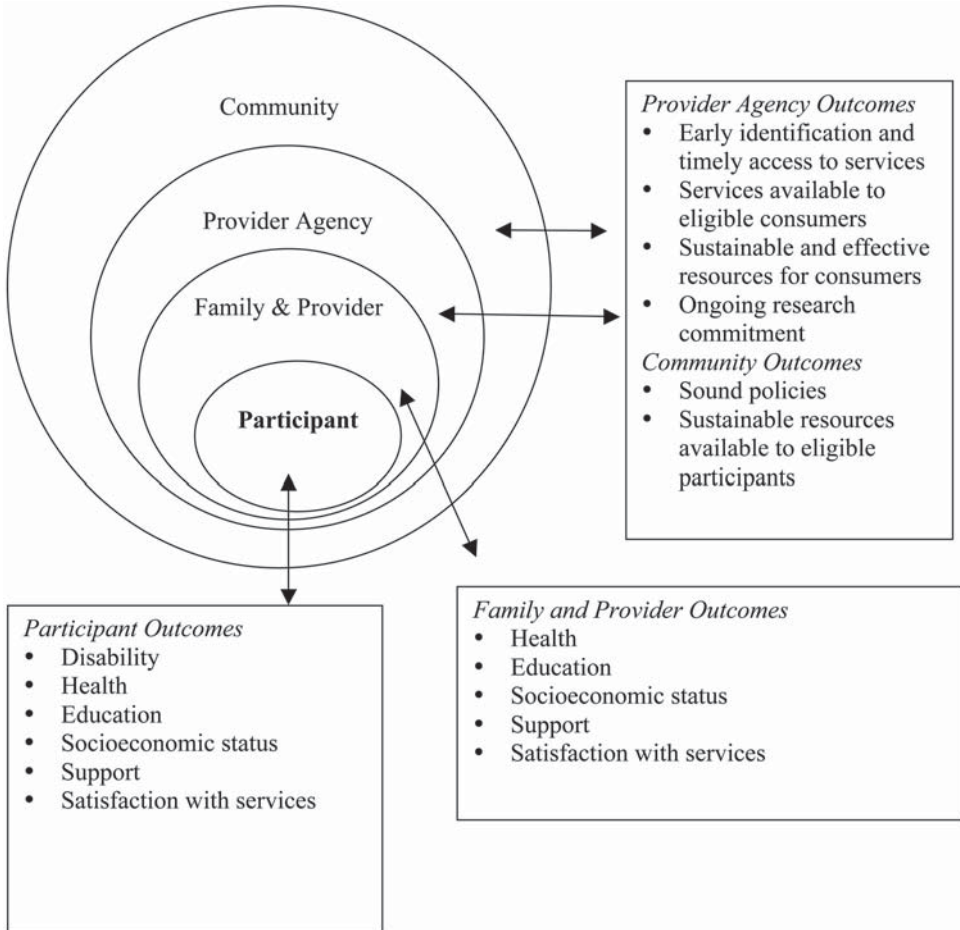 Community
Provider Agency
Family & Provider
Participant
Provider Agency Outcomes
• Early identification and
timely access to services
• Services available to
eligible consumers
• Sustainable and effective
resources for consumers
• Ongoing research
commitment
Community Outcomes
• Sound policies
• Sustainable resources
available to eligible
participants
Participant Outcomes
• Disability
• Health
• Education
• Socioeconomic status
• Support
• Satisfaction with services
Family and Provider Outcomes
• Health
• Education
• Socioeconomic status
• Support
• Satisfaction with services